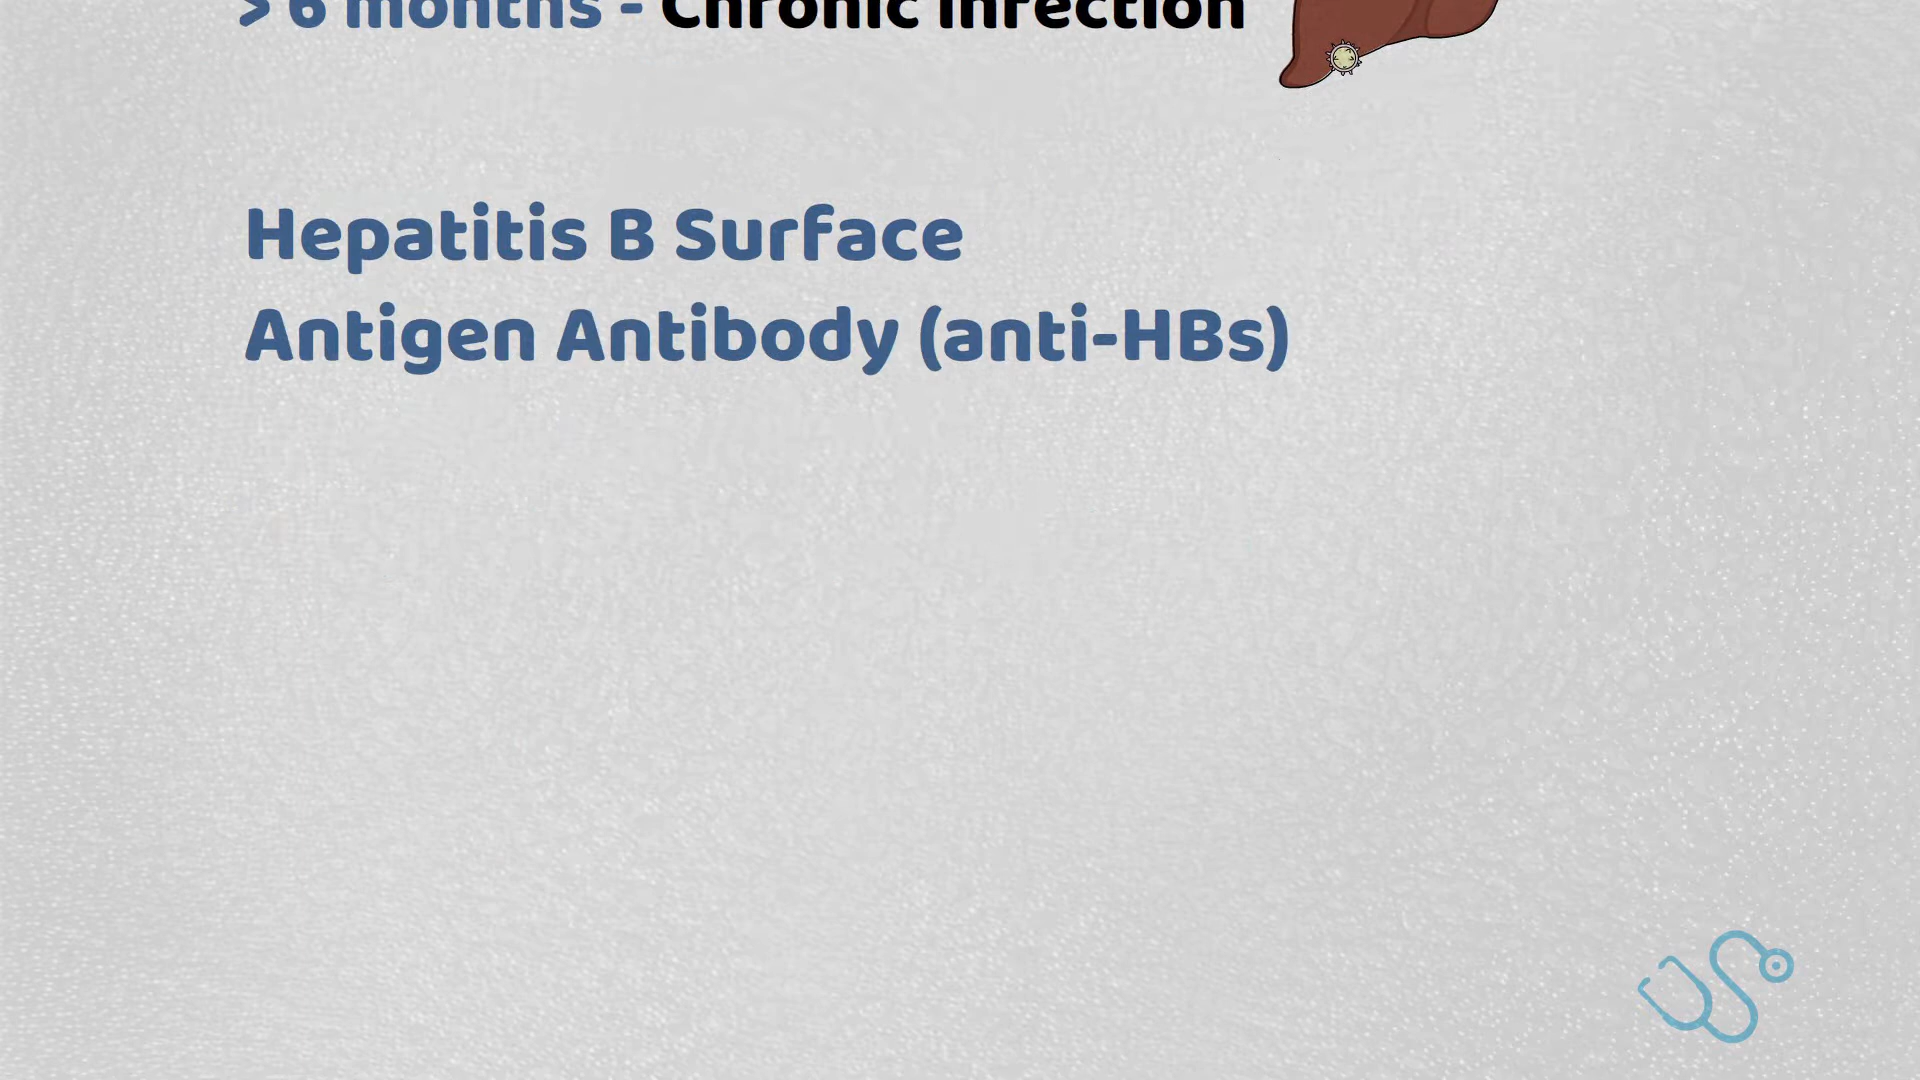 > 6 months - Chronic Infection
Hepatitis B Surface
Antigen Antibody (anti-HBs)